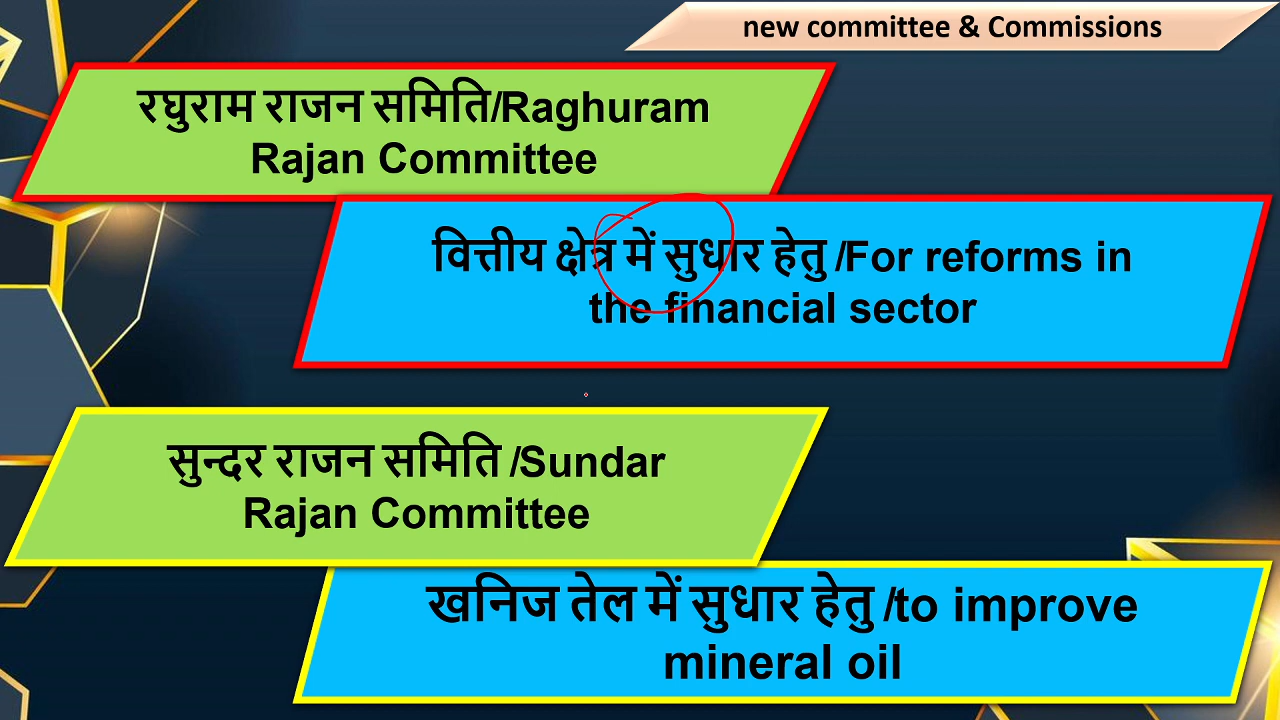 new committee & Commissions
रघुराम राजन समिति/Raghuram
Rajan Committee
वित्तीय क्षेत्र में सुधार हेतु /For reforms in
the financial sector
सुन्दर राजन समिति /Sundar
Rajan Committee
खनिज तेल में सुधार हेतु /to improve
mineral oil